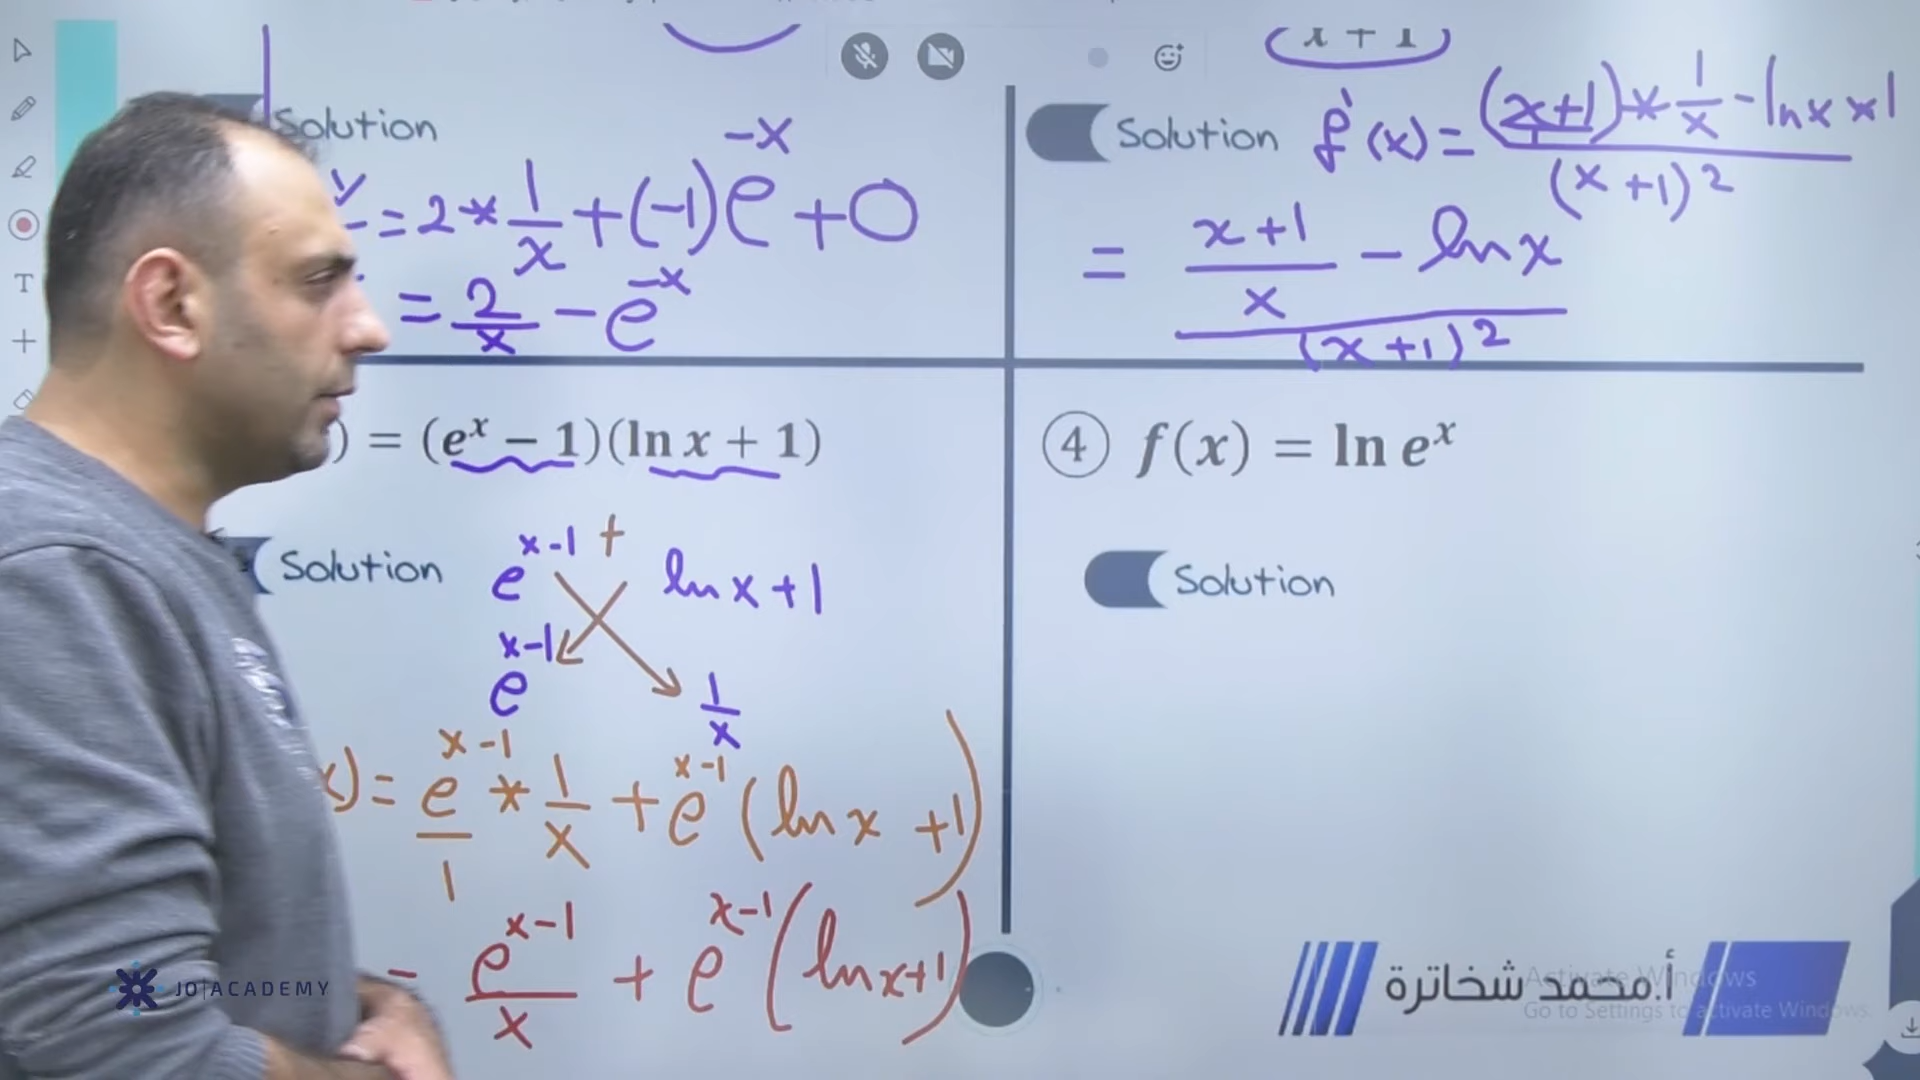 x + 1
Solution
= 2 * 1/x + (-1) e^-x + 0
= 2/x - e^-x
Solution
f'(x) = (x+1) * 1/x - ln x × 1 / (x+1)^2
= (x+1)/x - ln x / (x+1)^2
) = (e^x − 1)(ln x + 1)
Solution
e^x-1 + ln x + 1
e^x-1 1/x
x) = e^x-1/1 * 1/x + e^x-1 (ln x + 1)
= e^x-1/x + e^x-1 (ln x + 1)
④ f(x) = ln e^x
Solution
JO|ACADEMY
أ.محمد شخاترة
Activate Windows
Go to Settings to activate Windows.
T